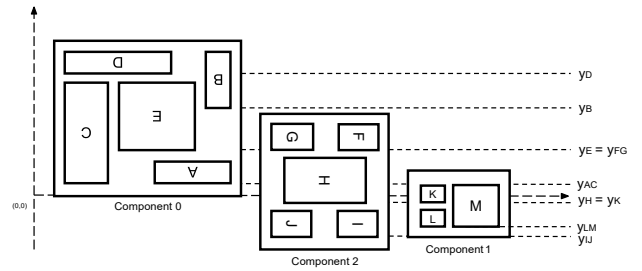 D
B
C
E
A
Component 0
G
F
H
J
I
Component 2
K
L
M
Component 1
(0,0)
yD
yB
yE = yFG
yAC
yH = yK
yLM
yIJ